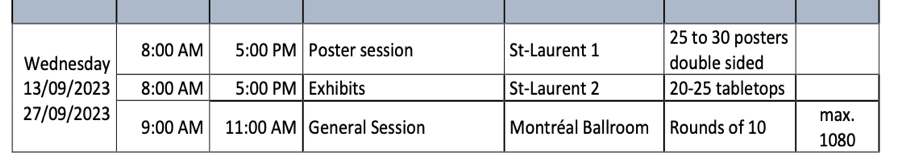 Wednesday
13/09/2023
27/09/2023
8:00 AM 5:00 PM Poster session St-Laurent 1 25 to 30 posters
double sided
8:00 AM 5:00 PM Exhibits St-Laurent 2 20-25 tabletops
9:00 AM 11:00 AM General Session Montréal Ballroom Rounds of 10 max.
1080